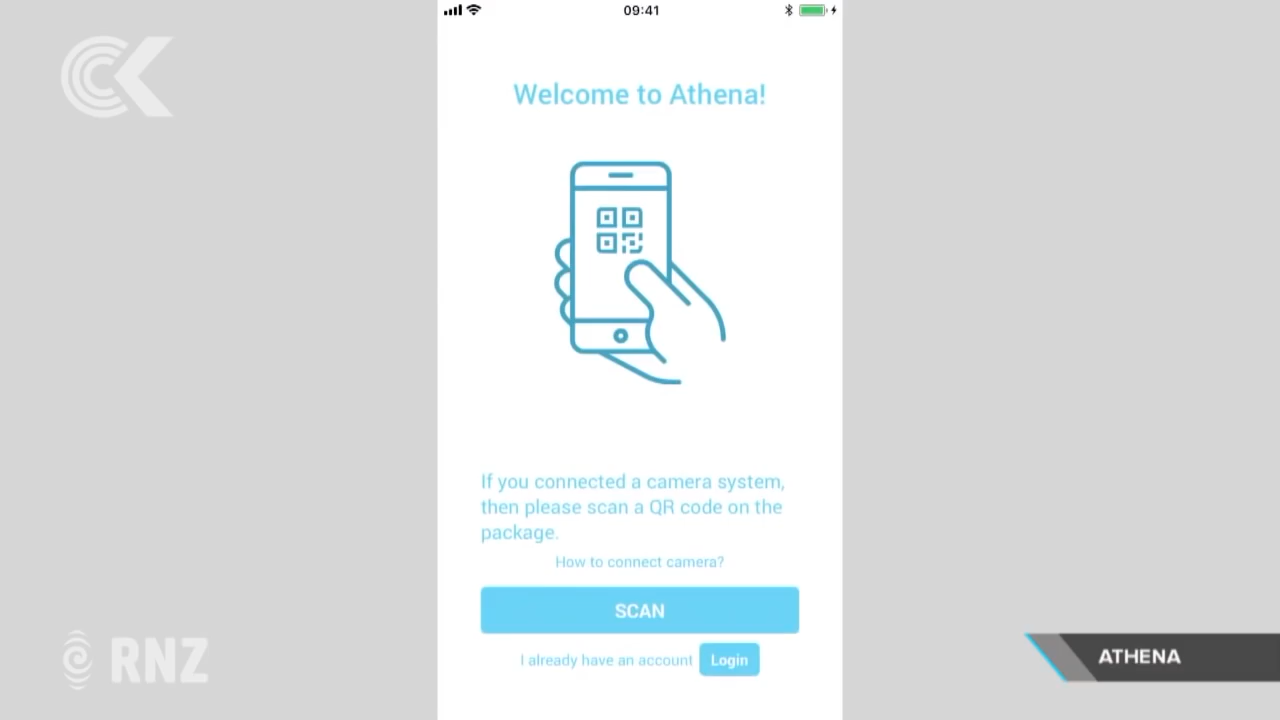 09:41
Welcome to Athena!
If you connected a camera system,
then please scan a QR code on the
package.
How to connect camera?
SCAN
I already have an account Login
RNZ
ATHENA